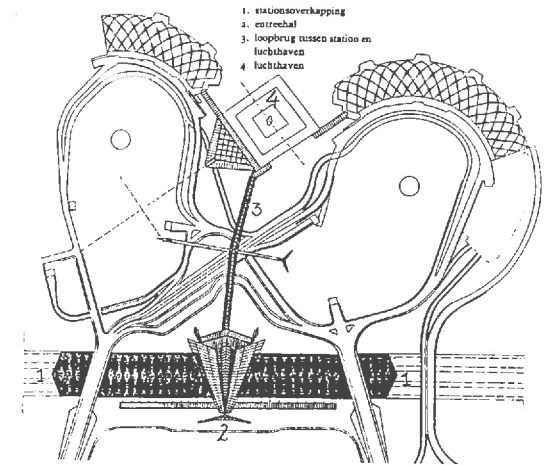 1. stationsoverkapping
2. entreehal
3. loopbrug tussen station en
luchthaven
4. luchthaven
4
3
1
1
2